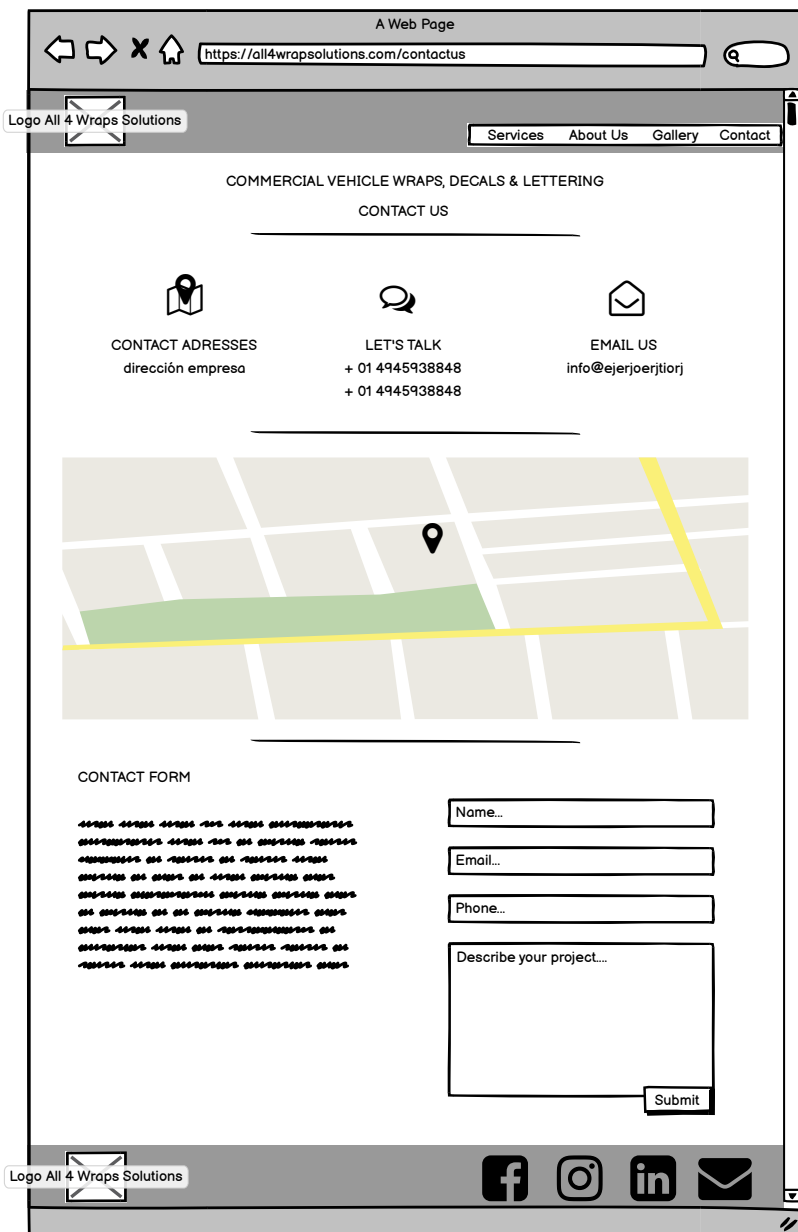 A Web Page
https://all4wrapsolutions.com/contactus
Logo All 4 Wraps Solutions
Services About Us Gallery Contact
COMMERCIAL VEHICLE WRAPS, DECALS & LETTERING
CONTACT US
CONTACT ADRESSES
dirección empresa
LET'S TALK
+ 01 4945938848
+ 01 4945938848
EMAIL US
info@ejerjoerjtiorj
CONTACT FORM
Name...
Email...
Phone...
Describe your project....
Submit
Logo All 4 Wraps Solutions